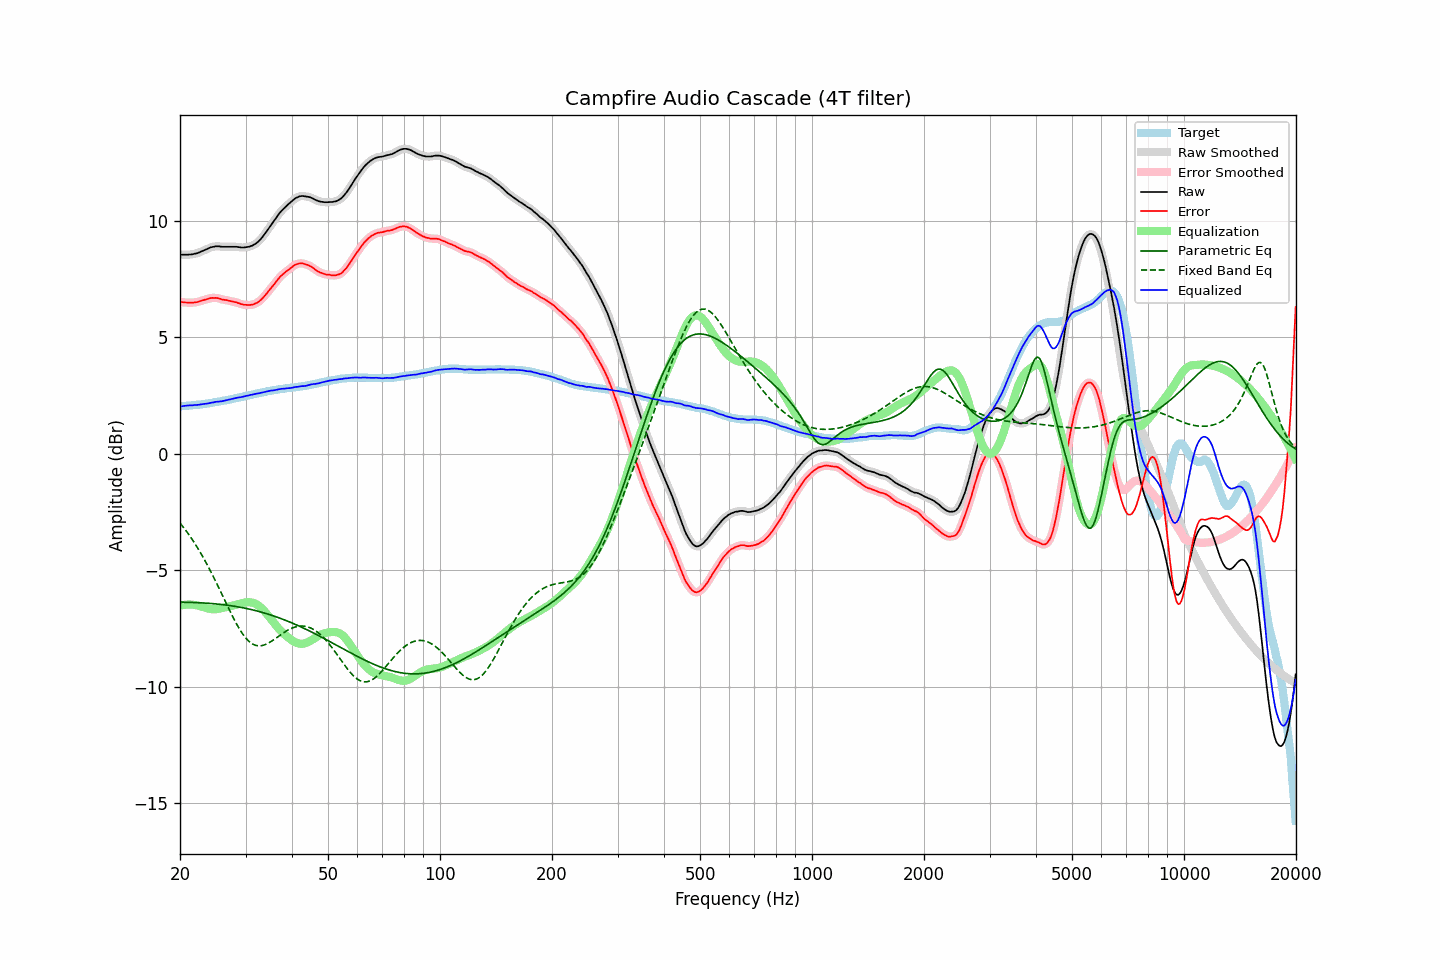 Campfire Audio Cascade (4T filter)
Amplitude (dBr)
10
5
0
−5
−10
−15
Target
Raw Smoothed
Error Smoothed
Raw
Error
Equalization
Parametric Eq
Fixed Band Eq
Equalized
20 50 100 200 500 1000 2000 5000 10000 20000
Frequency (Hz)